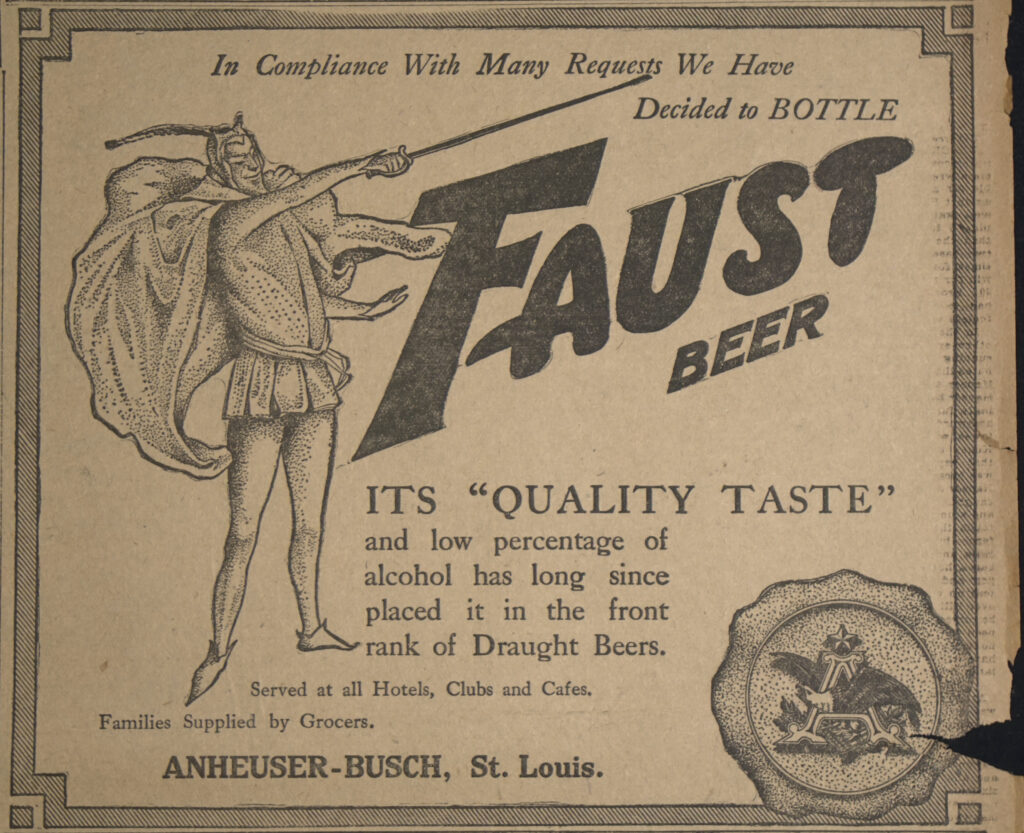 In Compliance With Many Requests We Have
Decided to BOTTLE
FAUST
BEER
ITS “QUALITY TASTE”
and low percentage of
alcohol has long since
placed it in the front
rank of Draught Beers.
Served at all Hotels, Clubs and Cafes.
Families Supplied by Grocers.
ANHEUSER-BUSCH, St. Louis.